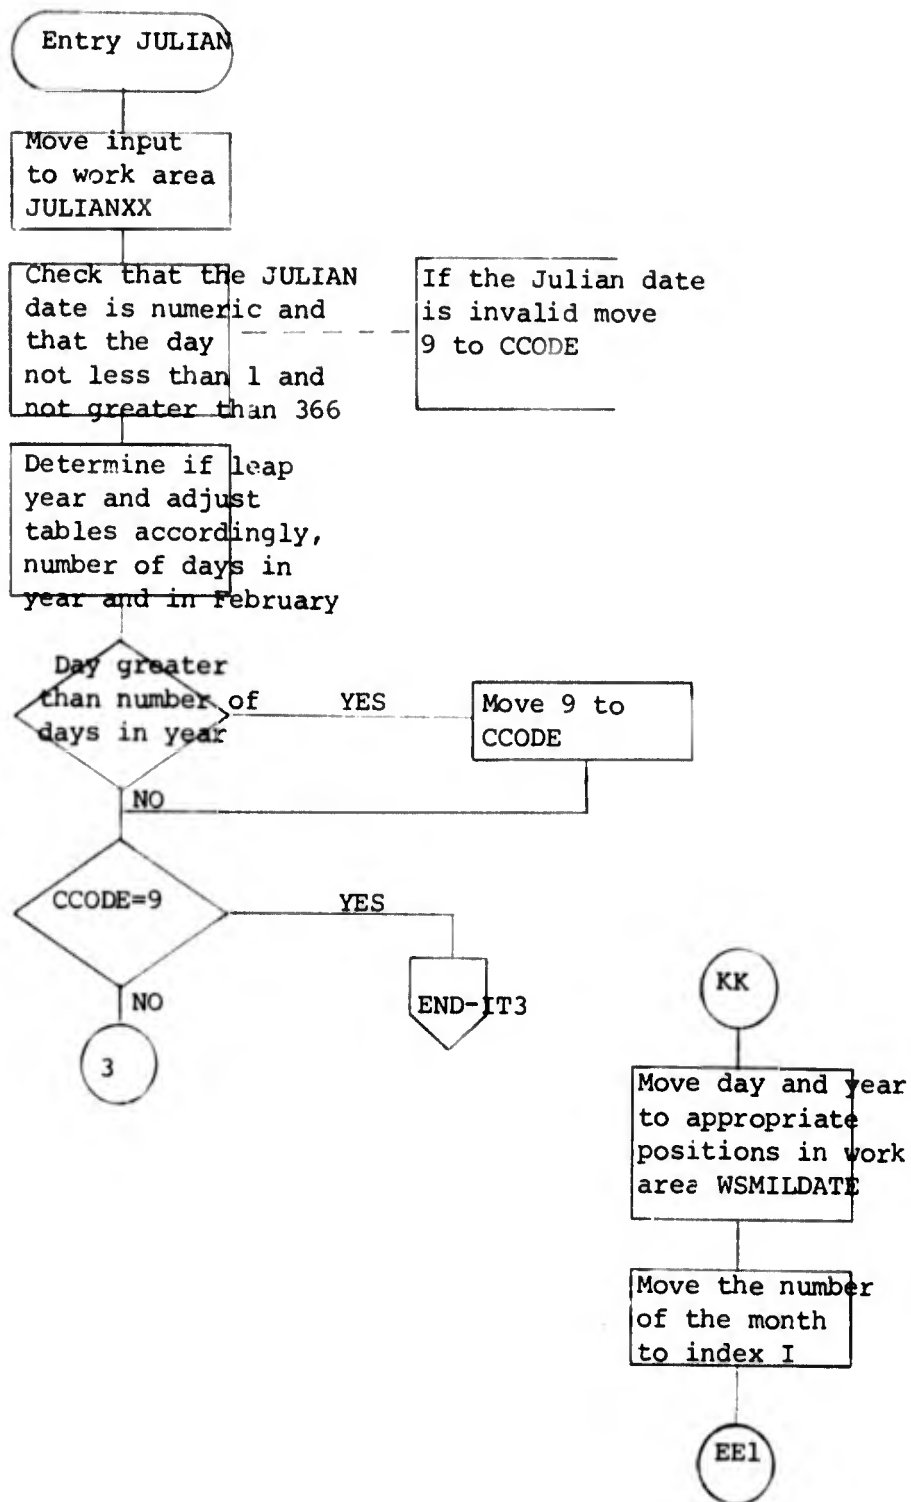 Entry JULIAN
Move input
to work area
JULIANXX
Check that the JULIAN
date is numeric and
that the day
not less than 1 and
not greater than 366
If the Julian date
is invalid move
9 to CCODE
Determine if leap
year and adjust
tables accordingly,
number of days in
year and in February
Day greater
than number of
days in year
YES
Move 9 to
CCODE
NO
CCODE=9
YES
END-IT3
NO
3
KK
Move day and year
to appropriate
positions in work
area WSMILDATE
Move the number
of the month
to index I
EE1